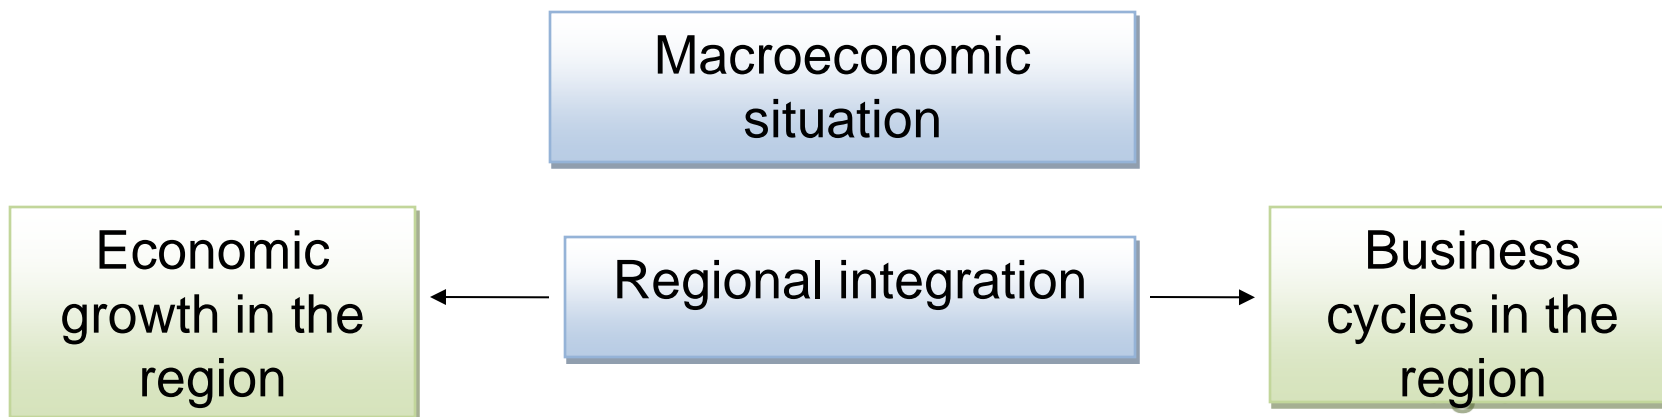 Macroeconomic
situation
Economic
growth in the
region
Regional integration
Business
cycles in the
region